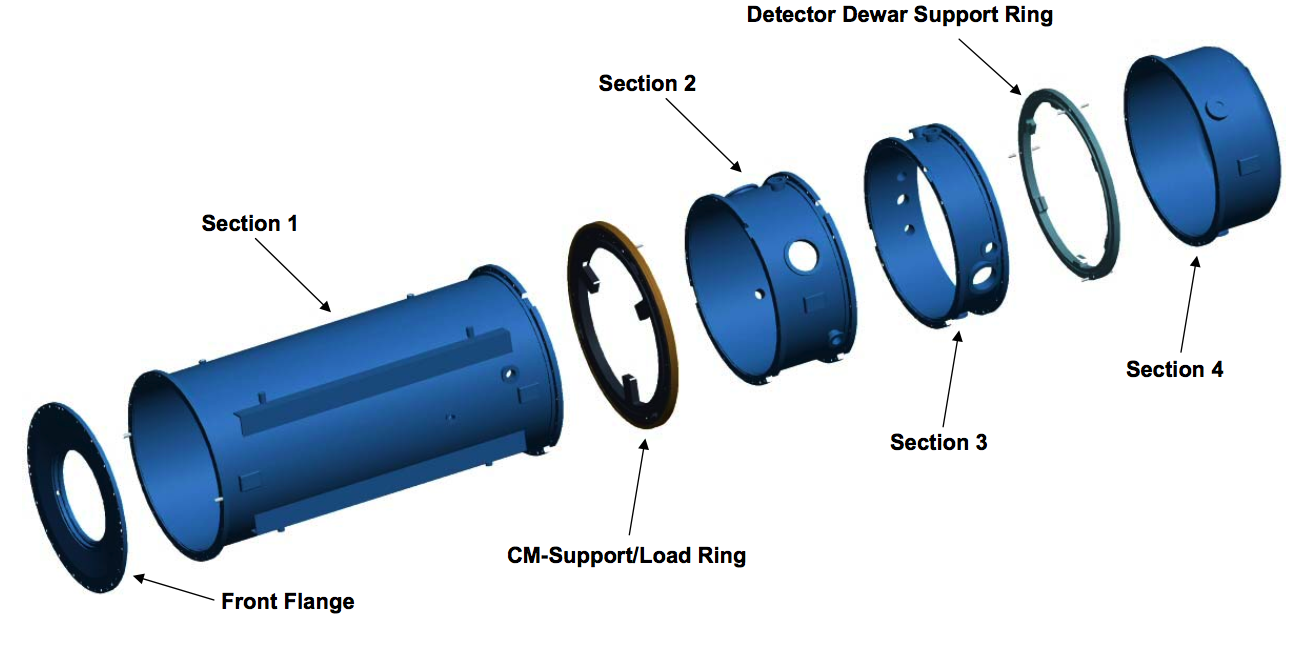 Detector Dewar Support Ring
Section 2
Section 1
Section 4
Section 3
CM-Support/Load Ring
Front Flange